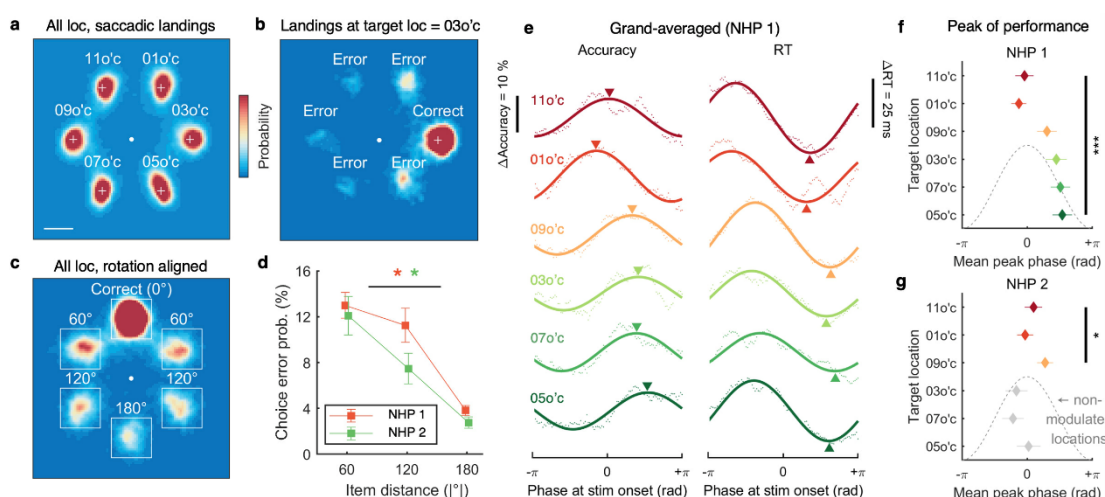 a All loc, saccadic landings
11o'c 01o'c
09o'c 03o'c
07o'c 05o'c
Probability
b Landings at target loc = 03o'c
Error Error
Error Correct
Error Error
c All loc, rotation aligned
Correct (0°)
60° 60°
120° 120°
180°
d
Choice error prob. (%)
16
12
8
4
0
* *
NHP 1
NHP 2
60 120 180
Item distance (|°|)
e Grand-averaged (NHP 1)
Accuracy RT
ΔAccuracy = 10 %
ΔRT = 25 ms
11o'c
01o'c
09o'c
03o'c
07o'c
05o'c
-π 0 +π -π 0 +π
Phase at stim onset (rad) Phase at stim onset (rad)
f Peak of performance
NHP 1
Target location
11o'c
01o'c
09o'c
03o'c
07o'c
05o'c
***
-π 0 +π
Mean peak phase (rad)
g NHP 2
Target location
11o'c
01o'c
09o'c
03o'c
07o'c
05o'c
*
← non-
modulated
locations
-π 0 +π
Mean peak phase (rad)